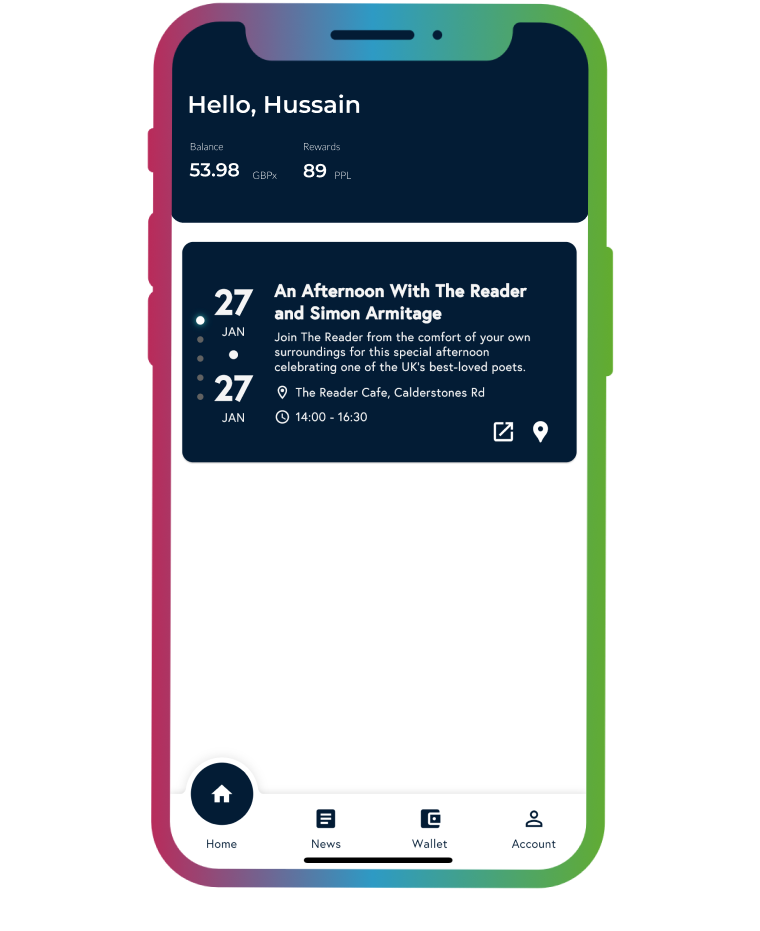 Hello, Hussain
Balance
Rewards
53.98 GBPx
89 PPL
27
JAN
27
JAN
An Afternoon With The Reader
and Simon Armitage
Join The Reader from the comfort of your own
surroundings for this special afternoon
celebrating one of the UK's best-loved poets.
The Reader Cafe, Calderstones Rd
14:00 - 16:30
Home
News
Wallet
Account